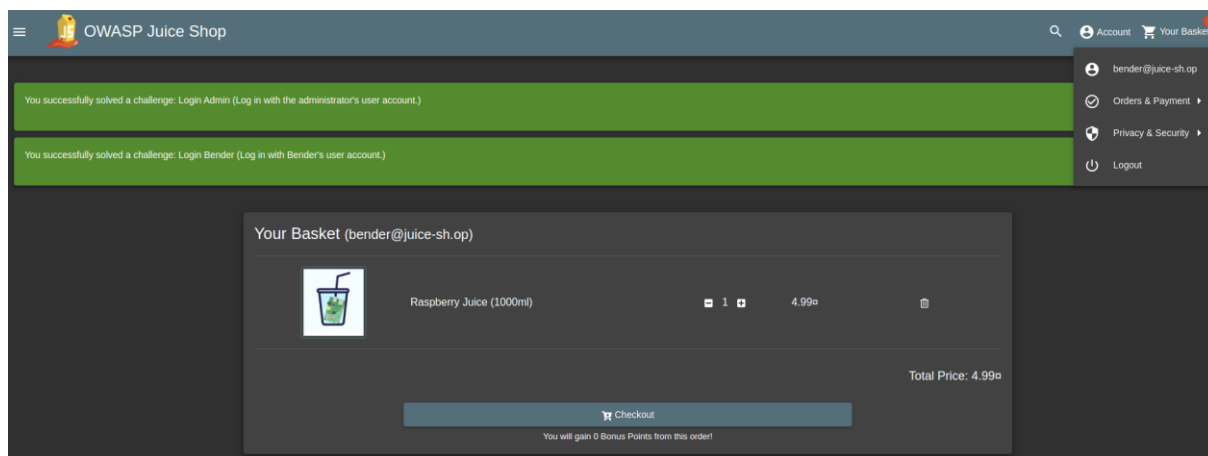 OWASP Juice Shop
Account
Your Basket
bender@juice-sh.op
Orders & Payment
Privacy & Security
Logout
You successfully solved a challenge: Login Admin (Log in with the administrator's user account.)
You successfully solved a challenge: Login Bender (Log in with Bender's user account.)
Your Basket (bender@juice-sh.op)
Raspberry Juice (1000ml) 1 4.99¤
Total Price: 4.99¤
Checkout
You will gain 0 Bonus Points from this order!